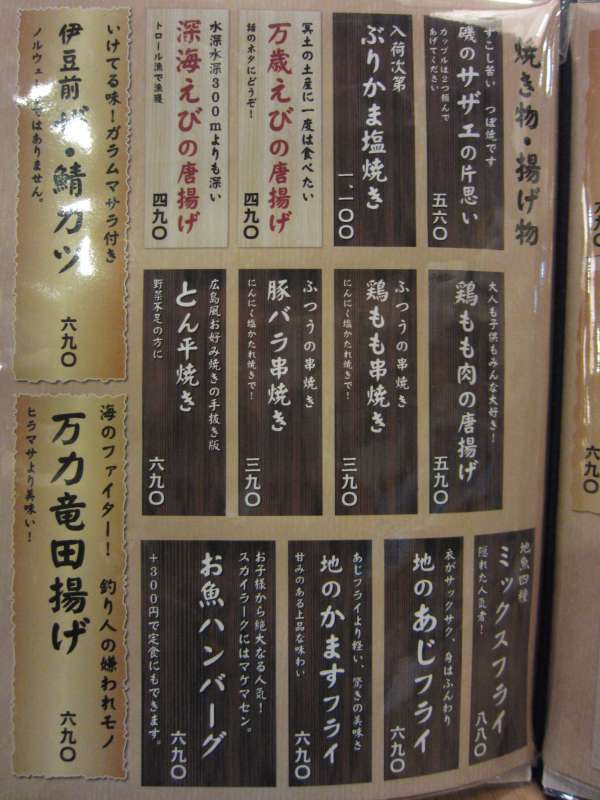 焼き物・揚げ物
すこし苦い つぼ焼です
磯のサザエの片思い
カップルは2つ頼んで
あげてください
五六〇
入荷次第
ぶりかま塩焼き
一、一〇〇
冥土の土産に一度は食べたい
万歳えびの唐揚げ
話のネタにどうぞ!
四九〇
水深水深300mよりも深い
深海えびの唐揚げ
トロール漁で漁獲
四九〇
大人も子供もみんな大好き!
鶏もも肉の唐揚げ
五九〇
ふつうの串焼き
鶏もも串焼き
にんにく塩かたれ焼きで!
三九〇
ふつうの串焼き
豚バラ串焼き
にんにく塩かたれ焼きで!
三九〇
広島風お好み焼きの手抜き版
とん平焼き
野菜不足の方に
六九〇
地魚四種
ミックスフライ
隠れた人気者!
八八〇
衣がサックサク、身はふんわり
地のあじフライ
六九〇
あじフライより軽い、驚きの美味さ
地のかますフライ
甘みのある上品な味わい
六九〇
お子様から絶大なる人気!
スカイラークにはマケマセン。
お魚ハンバーグ
+300円で定食にもできます。
六九〇
いけてる味!ガラムマサラ付き
伊豆前ザ・鯖カツ
ノルウェーではありません。
六九〇
海のファイター! 釣り人の嫌われモノ
万力竜田揚げ
ヒラマサより美味い!
六九〇
六九〇